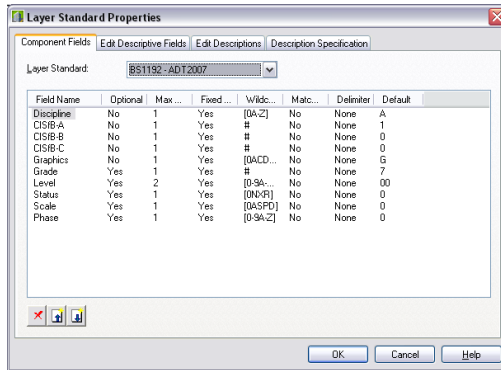 Layer Standard Properties
Component Fields Edit Descriptive Fields Edit Descriptions Description Specification
Layer Standard: BS1192 - ADT2007
Field Name Optional Max ... Fixed ... Wildc... Matc... Delimiter Default
Discipline No 1 Yes [0A-Z] No None A
CISfB-A No 1 Yes # No None 1
CISfB-B No 1 Yes # No None 0
CISfB-C No 1 Yes # No None 0
Graphics No 1 Yes [0ACD... No None G
Grade Yes 1 Yes # No None 7
Level Yes 2 Yes [0-9A-... No None 00
Status Yes 1 Yes [0NXR] No None 0
Scale Yes 1 Yes [0ASPD] No None 0
Phase Yes 1 Yes [0-9A-Z] No None 0
OK Cancel Help